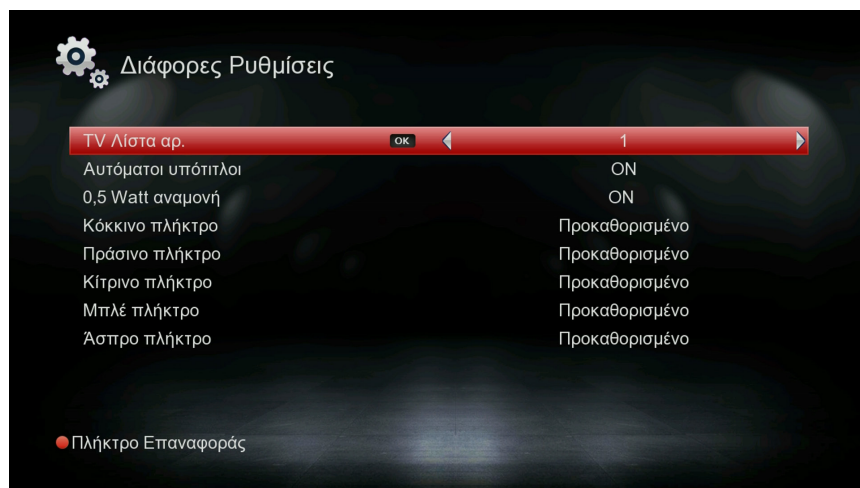 Διάφορες Ρυθμίσεις
TV Λίστα αρ. OK 1
Αυτόματοι υπότιτλοι ON
0,5 Watt αναμονή ON
Κόκκινο πλήκτρο Προκαθορισμένο
Πράσινο πλήκτρο Προκαθορισμένο
Κίτρινο πλήκτρο Προκαθορισμένο
Μπλέ πλήκτρο Προκαθορισμένο
Άσπρο πλήκτρο Προκαθορισμένο
Πλήκτρο Επαναφοράς